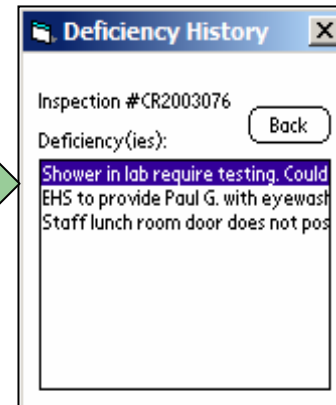 Deficiency History
Inspection #CR2003076
Back
Deficiency(ies):
Shower in lab require testing. Could
EHS to provide Paul G. with eyewash
Staff lunch room door does not pos